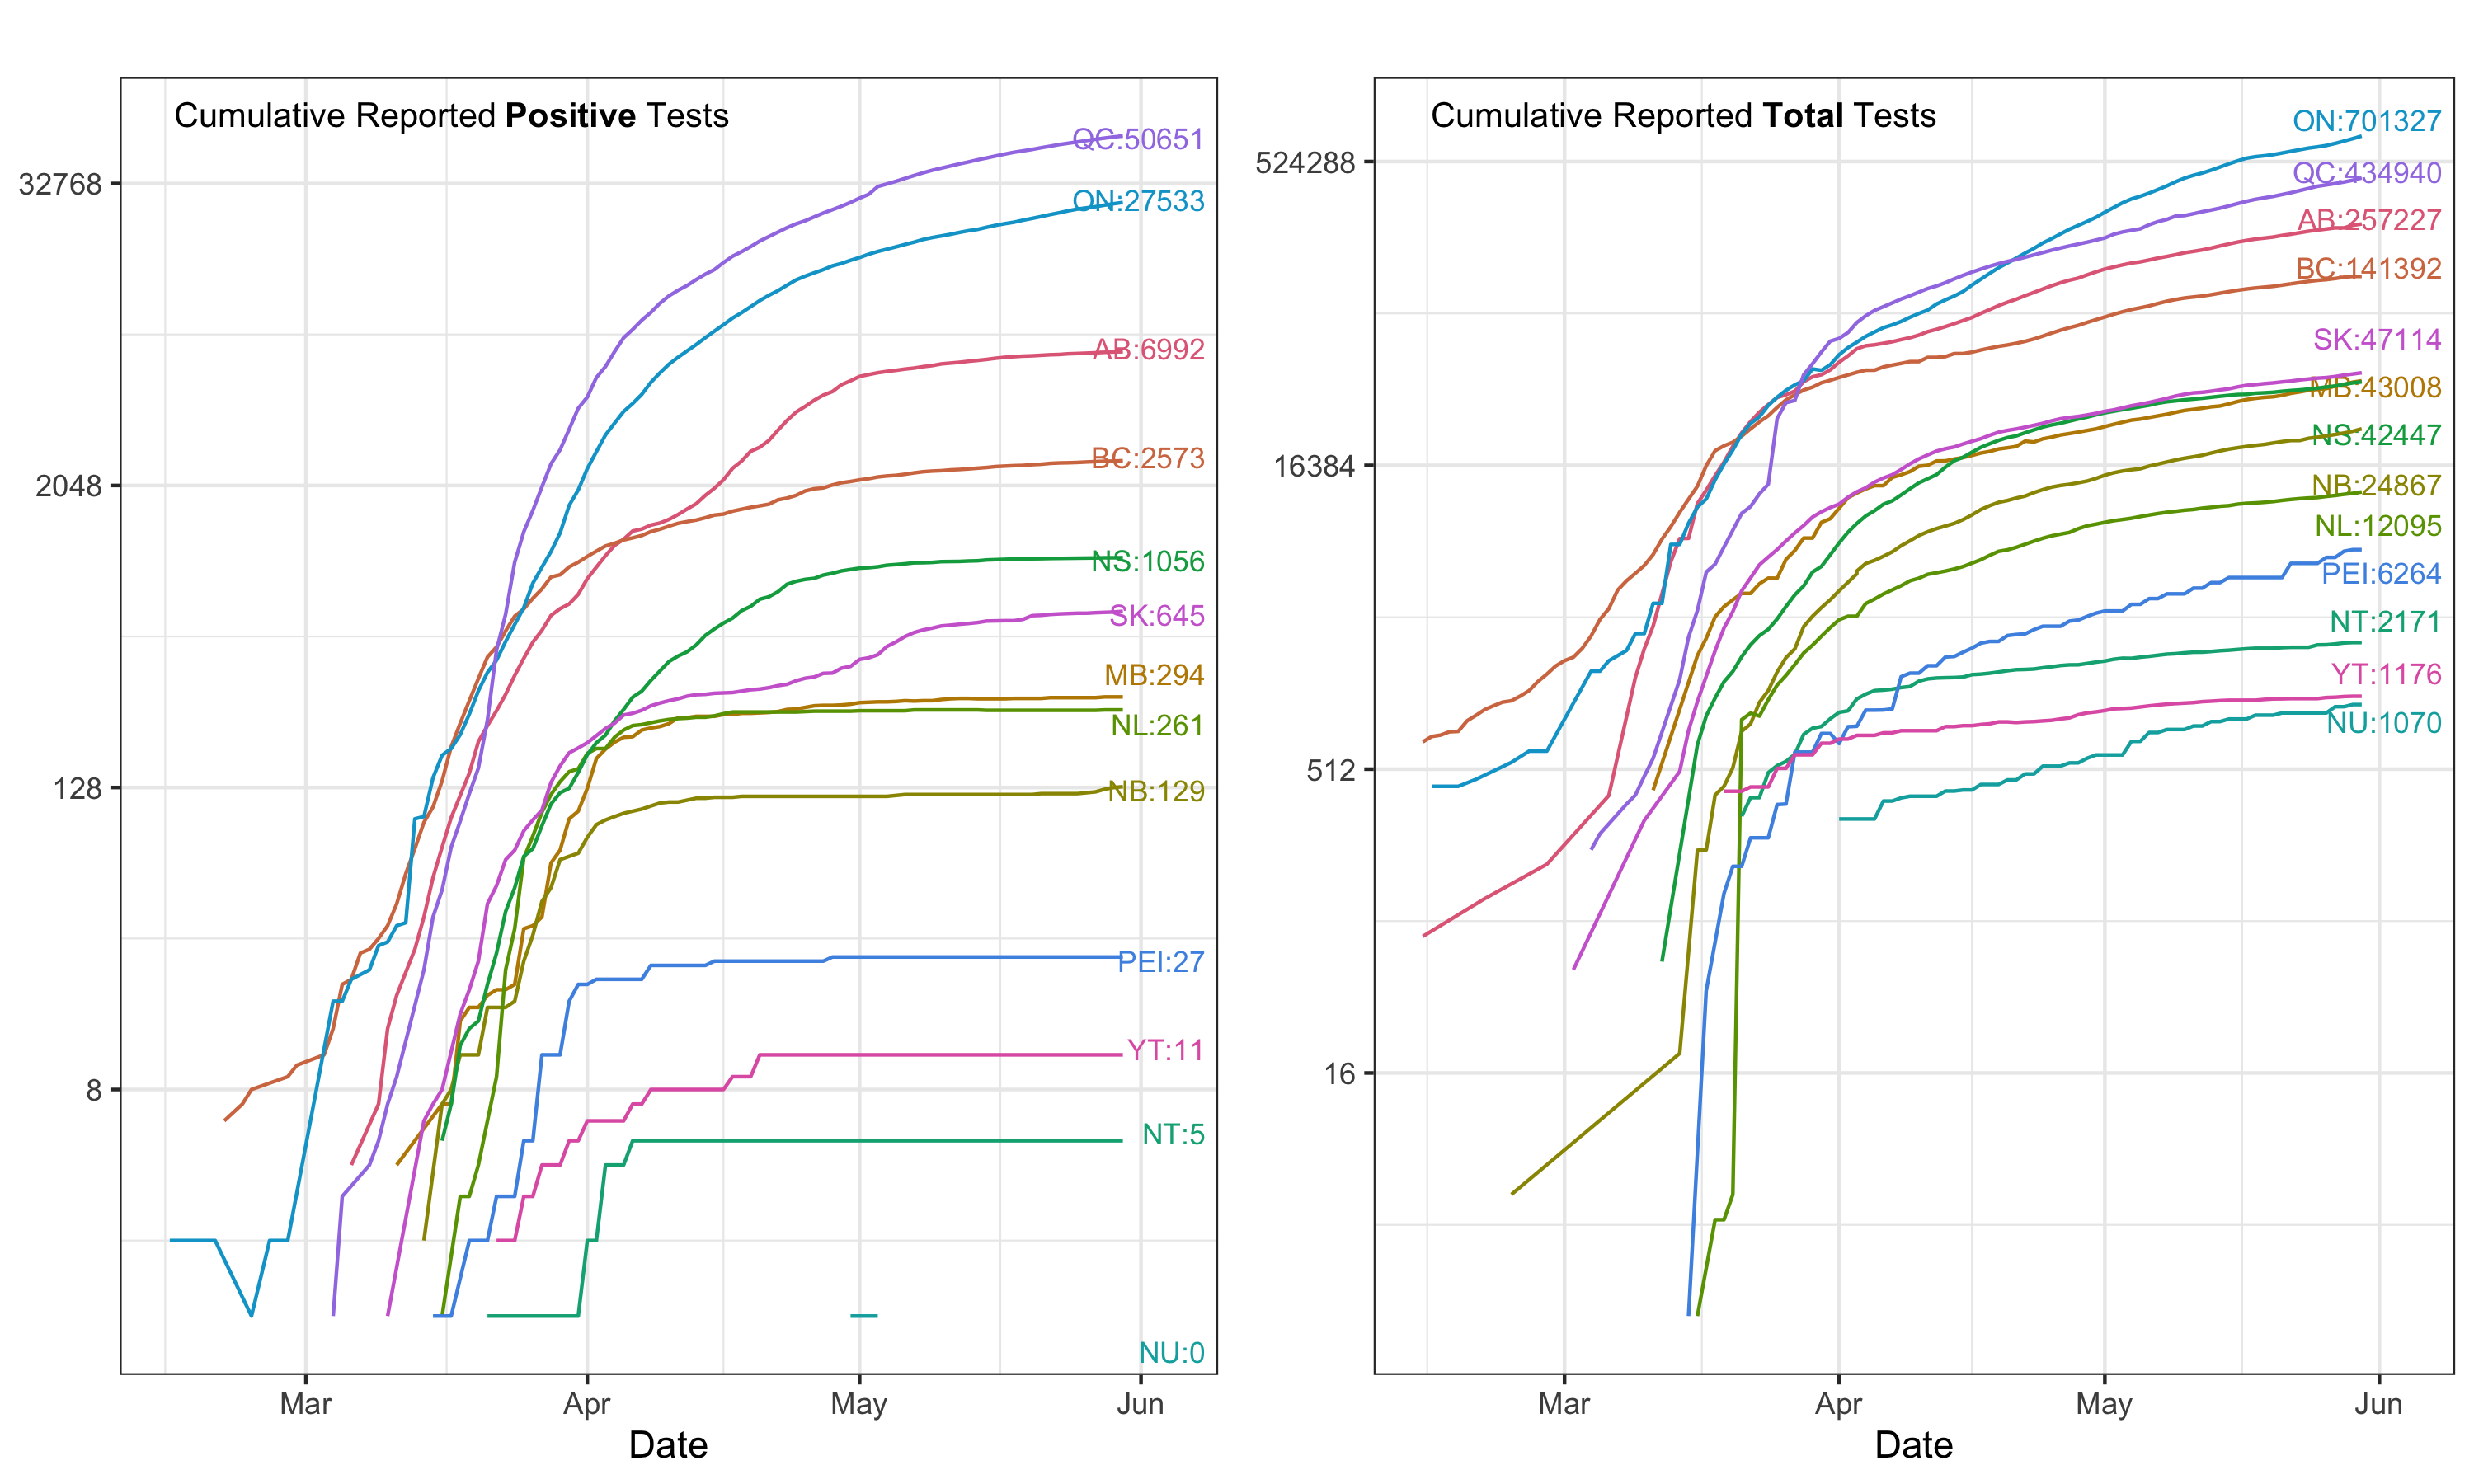 Cumulative Reported Positive Tests
QC:50651
32768
ON:27533
AB:6992
BC:2573
2048
NS:1056
SK:645
MB:294
NL:261
128
NB:129
PEI:27
YT:11
8
NT:5
NU:0
Mar
Apr
May
Jun
Date
Cumulative Reported Total Tests
ON:701327
524288
QC:434940
AB:257227
BC:141392
SK:47114
MB:43008
NS:42447
16384
NB:24867
NL:12095
PEI:6264
NT:2171
YT:1176
NU:1070
512
16
Mar
Apr
May
Jun
Date